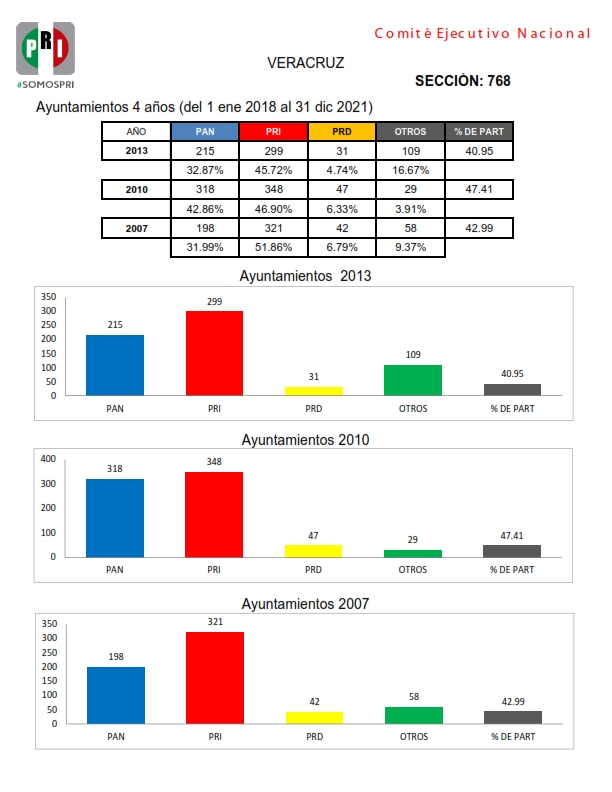 Comité Ejecutivo Nacional
PRI
#SOMOSPRI
VERACRUZ
SECCIÓN: 768
Ayuntamientos 4 años (del 1 ene 2018 al 31 dic 2021)
AÑO PAN PRI PRD OTROS % DE PART
2013 215 299 31 109 40.95
32.87% 45.72% 4.74% 16.67%
2010 318 348 47 29 47.41
42.86% 46.90% 6.33% 3.91%
2007 198 321 42 58 42.99
31.99% 51.86% 6.79% 9.37%
Ayuntamientos 2013
350
300
250
200
150
100
50
0
215 299 31 109 40.95
PAN PRI PRD OTROS % DE PART
Ayuntamientos 2010
400
300
200
100
0
318 348 47 29 47.41
PAN PRI PRD OTROS % DE PART
Ayuntamientos 2007
350
300
250
200
150
100
50
0
198 321 42 58 42.99
PAN PRI PRD OTROS % DE PART